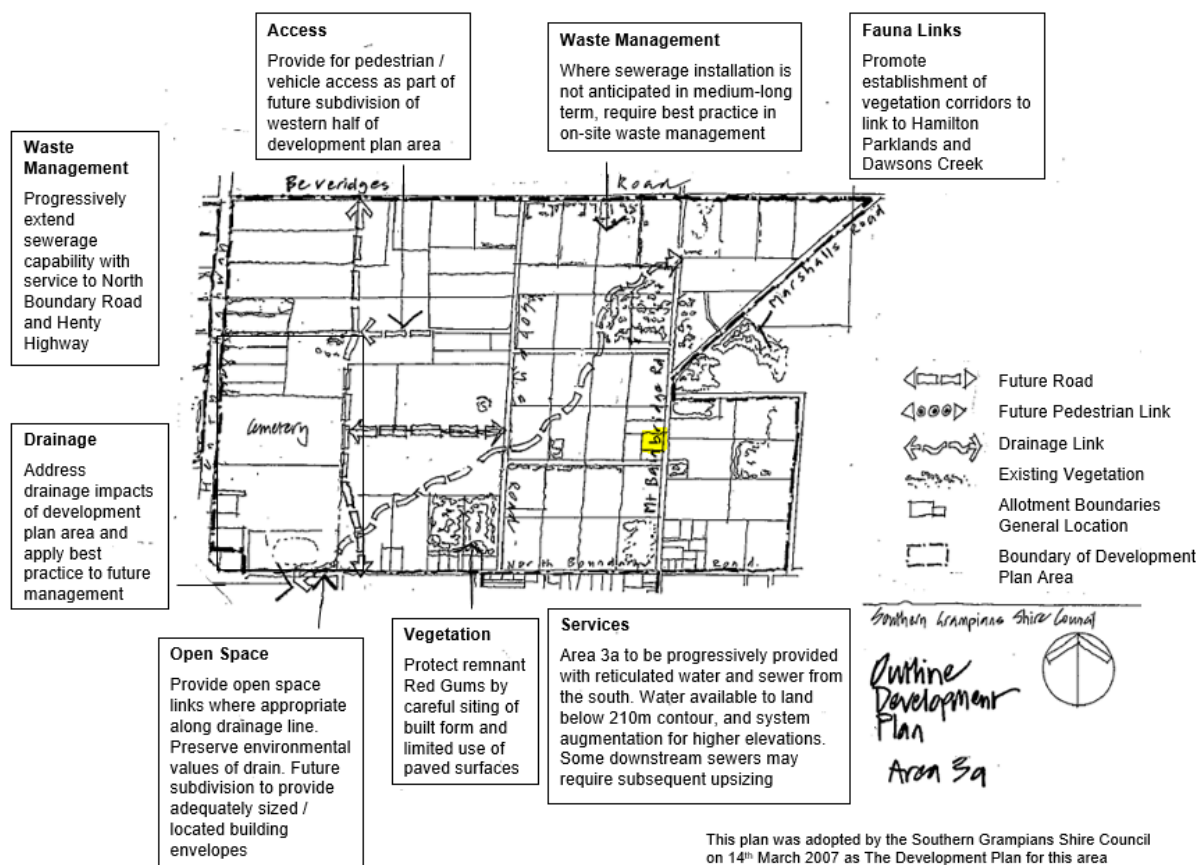 Access
Provide for pedestrian /
vehicle access as part of
future subdivision of
western half of
development plan area
Waste Management
Where sewerage installation is
not anticipated in medium-long
term, require best practice in
on-site waste management
Fauna Links
Promote
establishment of
vegetation corridors to
link to Hamilton
Parklands and
Dawsons Creek
Waste
Management
Progressively
extend
sewerage
capability with
service to North
Boundary Road
and Henty
Highway
Drainage
Address
drainage impacts
of development
plan area and
apply best
practice to future
management
Beveridges Road
Marshalls Road
Cemetery
Road
Mt Bainbridge Rd
North Boundary Road
Future Road
Future Pedestrian Link
Drainage Link
Existing Vegetation
Allotment Boundaries
General Location
Boundary of Development
Plan Area
Open Space
Provide open space
links where appropriate
along drainage line.
Preserve environmental
values of drain. Future
subdivision to provide
adequately sized /
located building
envelopes
Vegetation
Protect remnant
Red Gums by
careful siting of
built form and
limited use of
paved surfaces
Services
Area 3a to be progressively provided
with reticulated water and sewer from
the south. Water available to land
below 210m contour, and system
augmentation for higher elevations.
Some downstream sewers may
require subsequent upsizing
Southern Grampians Shire Council
Outline
Development
Plan
Area 3a
This plan was adopted by the Southern Grampians Shire Council
on 14th March 2007 as The Development Plan for this area